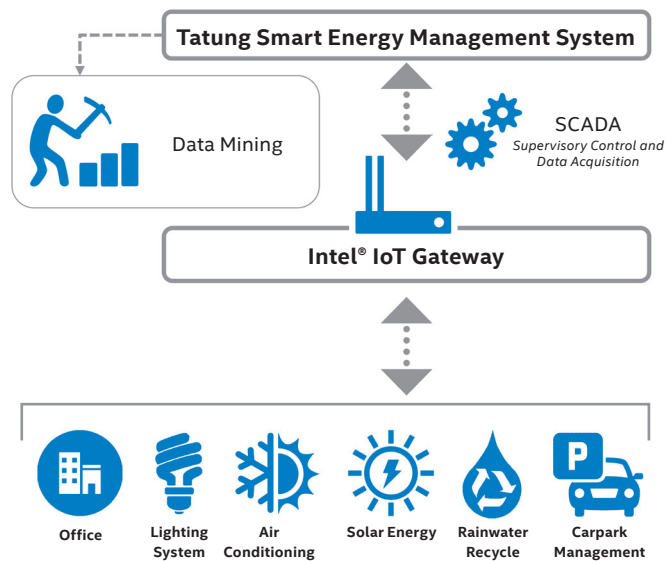 Tatung Smart Energy Management System
Data Mining
SCADA
Supervisory Control and
Data Acquisition
Intel® IoT Gateway
Office
Lighting
System
Air
Conditioning
Solar Energy
Rainwater
Recycle
P
Carpark
Management